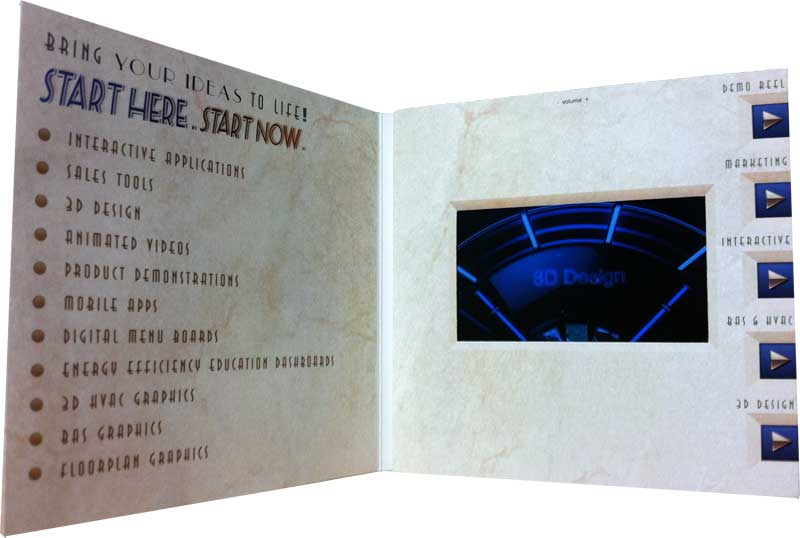 BRING YOUR IDEAS TO LIFE!
START HERE.. START NOW..
INTERACTIVE APPLICATIONS
SALES TOOLS
3D DESIGN
ANIMATED VIDEOS
PRODUCT DEMONSTRATIONS
MOBILE APPS
DIGITAL MENU BOARDS
ENERGY EFFICIENCY EDUCATION DASHBOARDS
3D HVAC GRAPHICS
BAS GRAPHICS
FLOORPLAN GRAPHICS
- volume +
3D Design
DEMO REEL
MARKETING
INTERACTIVE
BAS & HVAC
3D DESIGN